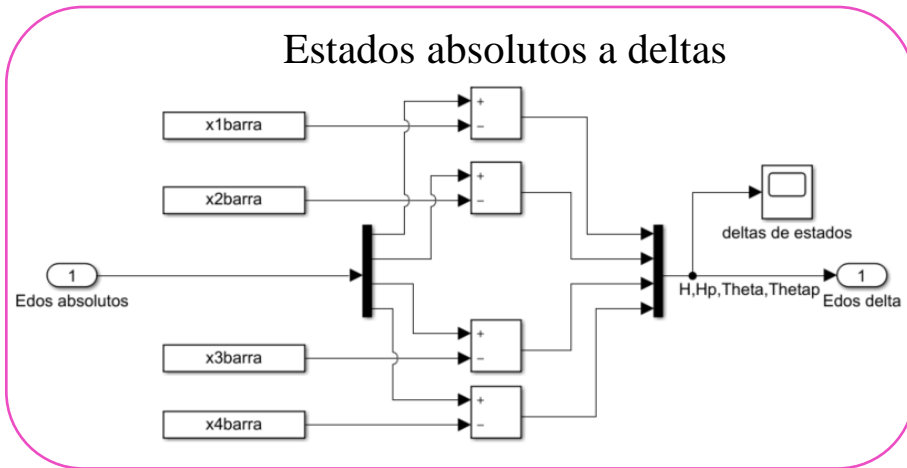 Estados absolutos a deltas
x1barra
+
−
x2barra
+
−
deltas de estados
1
Edos absolutos
H,Hp,Theta,Thetap
1
Edos delta
x3barra
+
−
x4barra
+
−